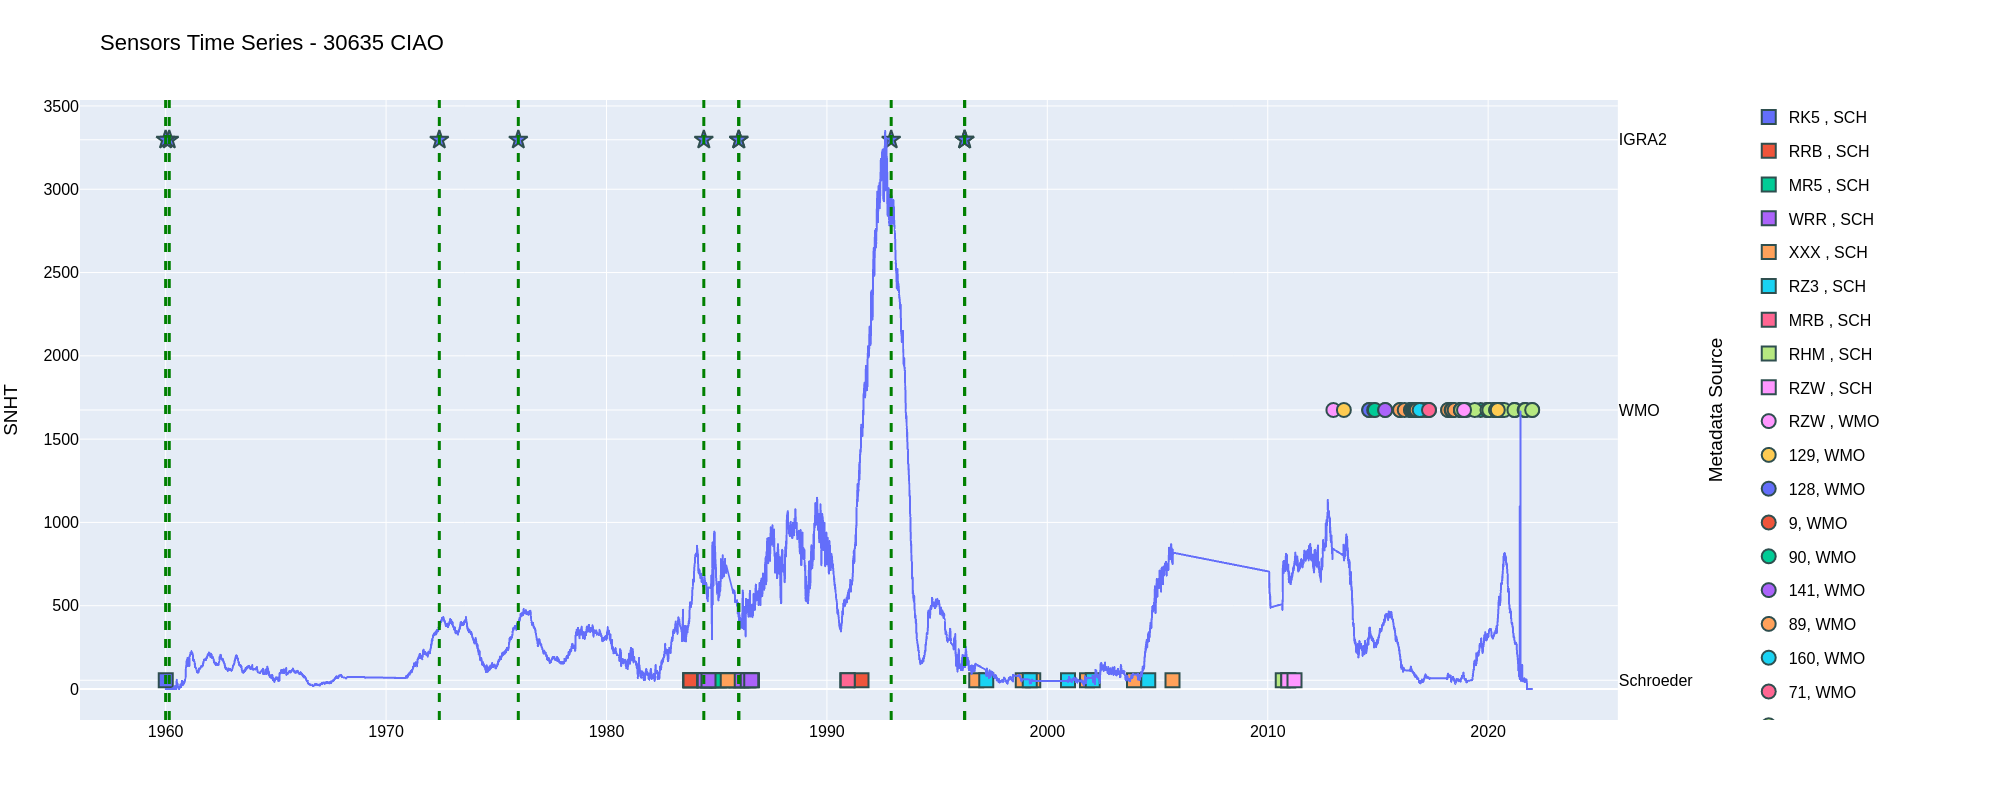 Sensors Time Series - 30635 CIAO
SNHT
3500
3000
2500
2000
1500
1000
500
0
1960
1970
1980
1990
2000
2010
2020
IGRA2
WMO
Schroeder
Metadata Source
RK5 , SCH
RRB , SCH
MR5 , SCH
WRR , SCH
XXX , SCH
RZ3 , SCH
MRB , SCH
RHM , SCH
RZW , SCH
RZW , WMO
129, WMO
128, WMO
9, WMO
90, WMO
141, WMO
89, WMO
160, WMO
71, WMO